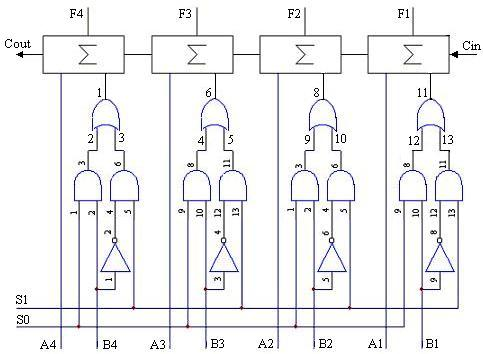 F4 F3 F2 F1
Cout Σ Σ Σ Σ Cin
1 6 8 11
2 3 4 5 9 10 12 13
3 6 8 11 3 6 8 11
1 2 4 5 9 10 12 13 1 2 4 5 9 10 12 13
2 4 6 8
1 3 5 9
S1
S0
A4 B4 A3 B3 A2 B2 A1 B1